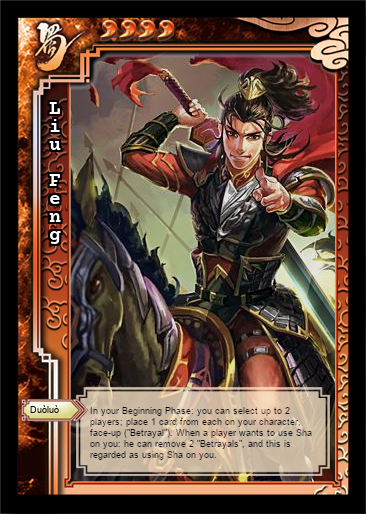 蜀
Liu Feng
Duòluò
In your Beginning Phase: you can select up to 2
players; place 1 card from each on your character,
face-up ("Betrayal"). When a player wants to use Sha
on you: he can remove 2 "Betrayals", and this is
regarded as using Sha on you.